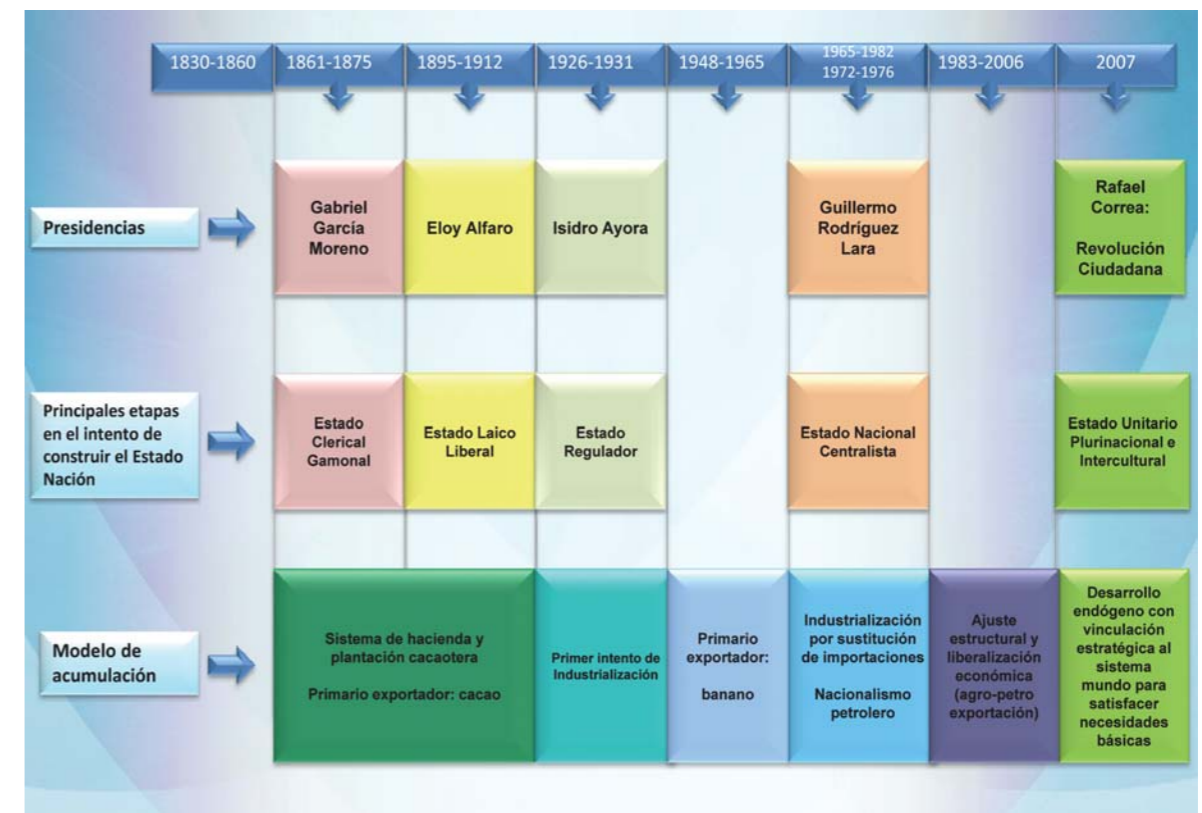 1830-1860
1861-1875
1895-1912
1926-1931
1948-1965
1965-1982
1972-1976
1983-2006
2007
Presidencias
Gabriel
García
Moreno
Eloy Alfaro
Isidro Ayora
Guillermo
Rodríguez
Lara
Rafael
Correa:
Revolución
Ciudadana
Principales etapas
en el intento de
construir el Estado
Nación
Estado
Clerical
Gamonal
Estado Laico
Liberal
Estado
Regulador
Estado Nacional
Centralista
Estado Unitario
Plurinacional e
Intercultural
Modelo de
acumulación
Sistema de hacienda y
plantación cacaotera
Primario exportador: cacao
Primer intento de
Industrialización
Primario
exportador:
banano
Industrialización
por sustitución
de importaciones
Nacionalismo
petrolero
Ajuste
estructural y
liberalización
económica
(agro-petro
exportación)
Desarrollo
endógeno con
vinculación
estratégica al
sistema
mundo para
satisfacer
necesidades
básicas